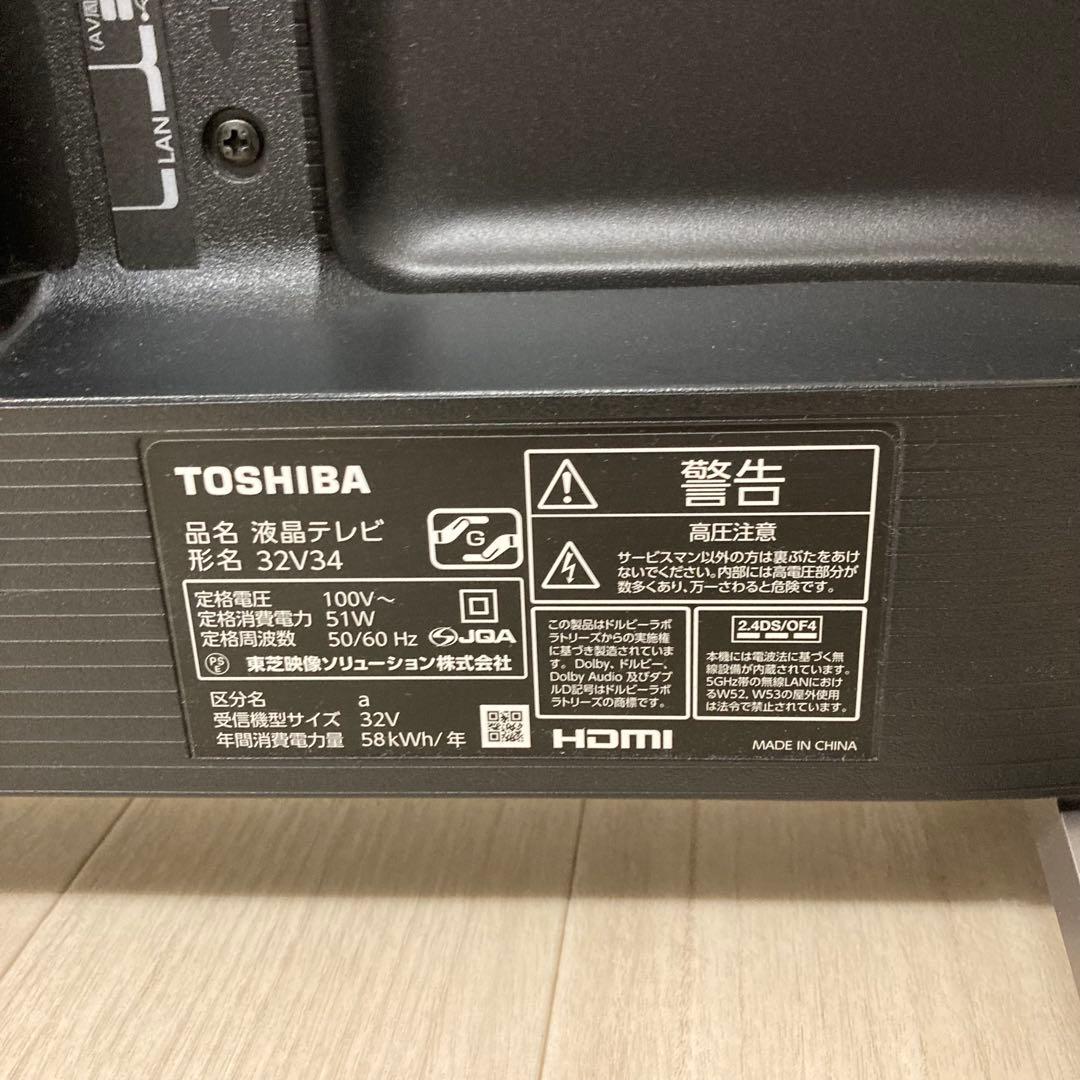 (AV周
LAN
TOSHIBA
品名 液晶テレビ
形名 32V34
G
定格電圧 100V～
定格消費電力 51W
定格周波数 50/60 Hz
JQA
PS
E
東芝映像ソリューション株式会社
区分名 a
受信機型サイズ 32V
年間消費電力量 58kWh/年
警告
高圧注意
サービスマン以外の方は裏ぶたをあけ
ないでください。内部には高電圧部分が
数多くあり、万一さわると危険です。
この製品はドルビーラボ
ラトリーズからの実施権
に基づき製造されていま
す。Dolby、ドルビー、
Dolby Audio 及びダブ
ルD記号はドルビーラボ
ラトリーズの商標です。
2.4DS/OF4
本機には電波法に基づく無
線設備が内蔵されています。
5GHz帯の無線LANにおけ
るW52, W53の屋外使用
は法令で禁止されています。
HDMI
MADE IN CHINA